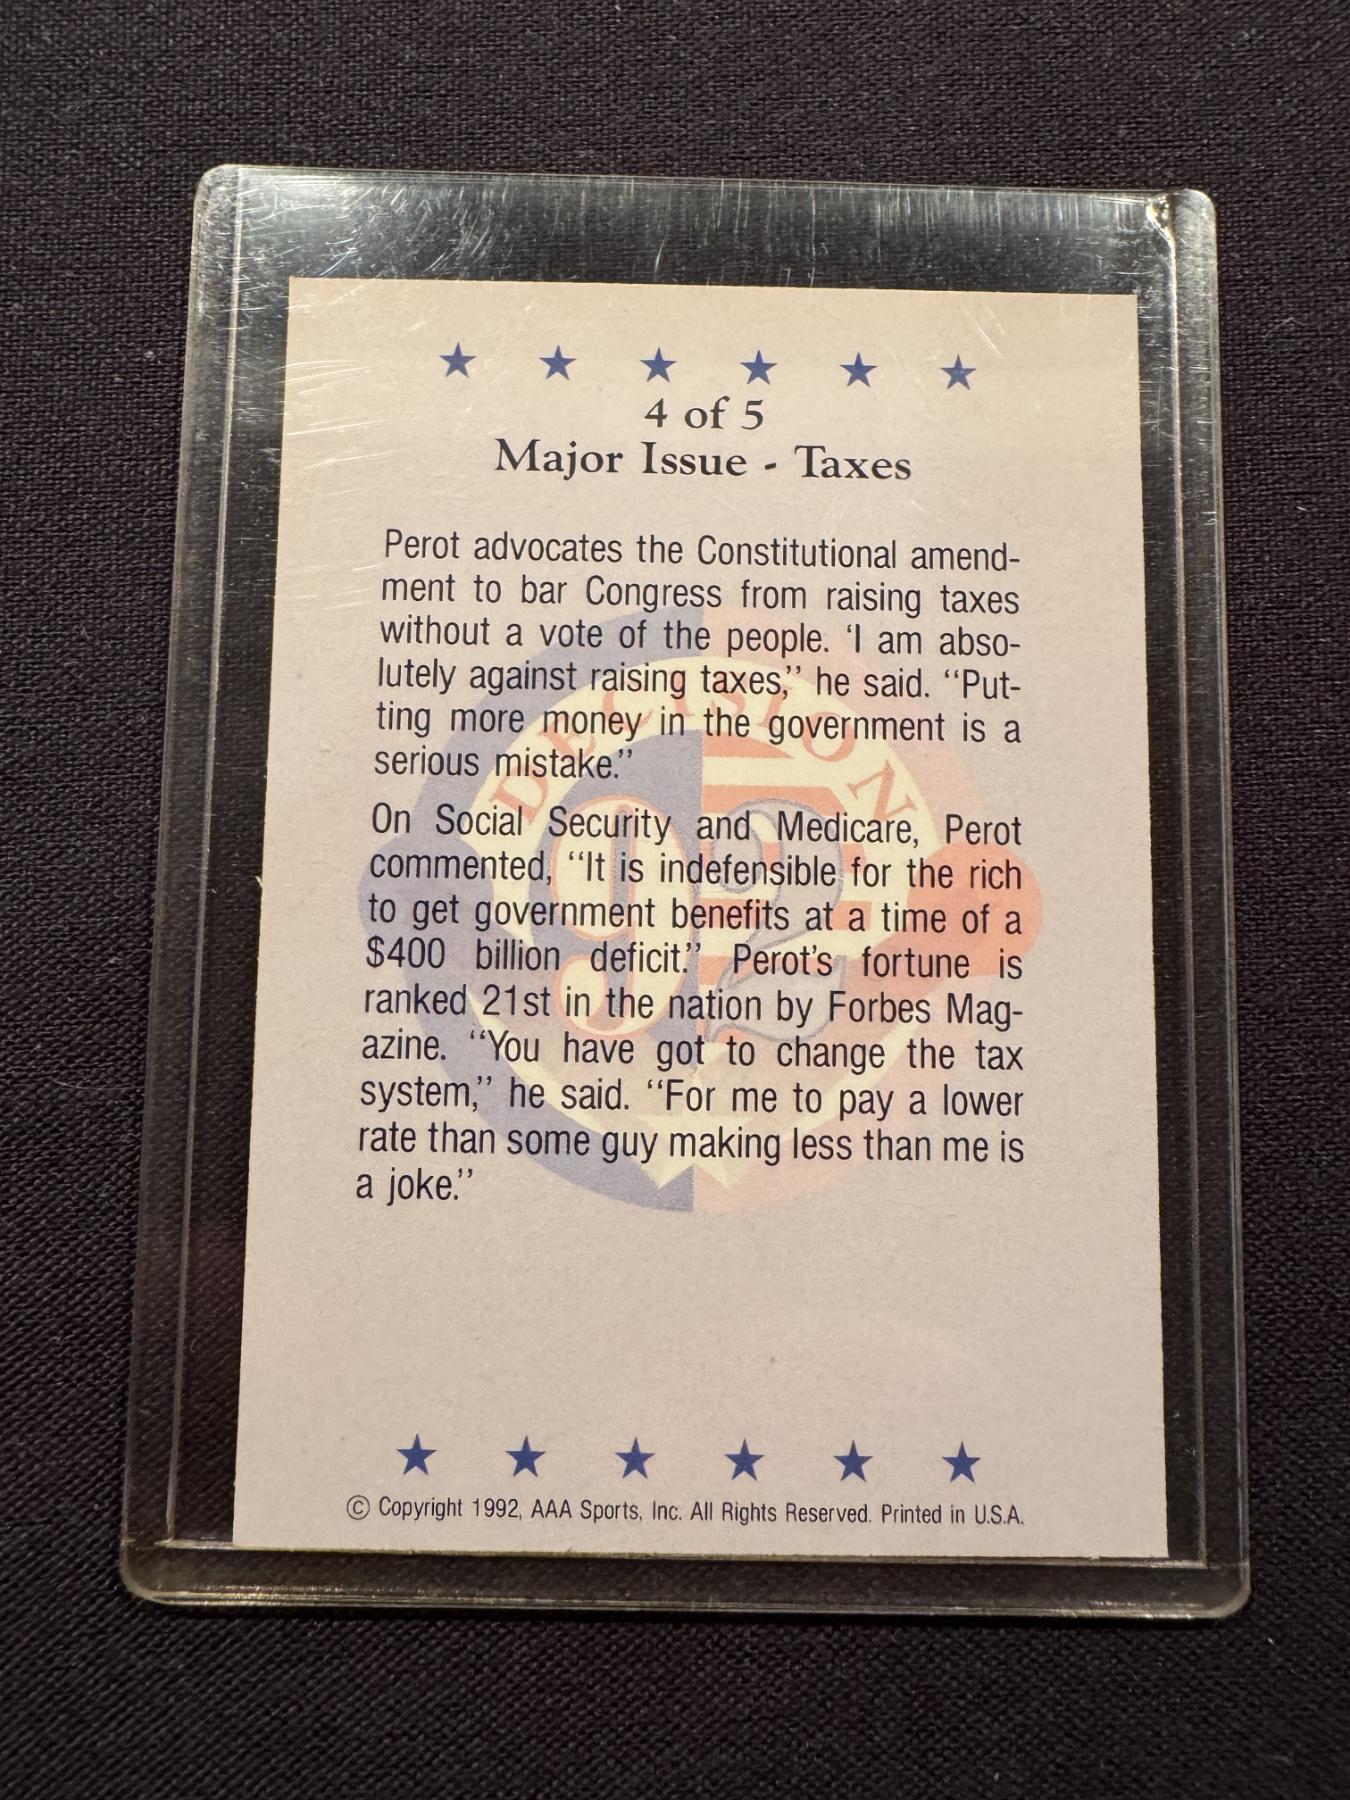 4 of 5
Major Issue - Taxes
Perot advocates the Constitutional amend-
ment to bar Congress from raising taxes
without a vote of the people. ‘I am abso-
lutely against raising taxes,’’ he said. ‘‘Put-
ting more money in the government is a
serious mistake.’’
On Social Security and Medicare, Perot
commented, ‘‘It is indefensible for the rich
to get government benefits at a time of a
$400 billion deficit.’’ Perot’s fortune is
ranked 21st in the nation by Forbes Mag-
azine. ‘‘You have got to change the tax
system,’’ he said. ‘‘For me to pay a lower
rate than some guy making less than me is
a joke.’’
DECISION
92
© Copyright 1992, AAA Sports, Inc. All Rights Reserved. Printed in U.S.A.